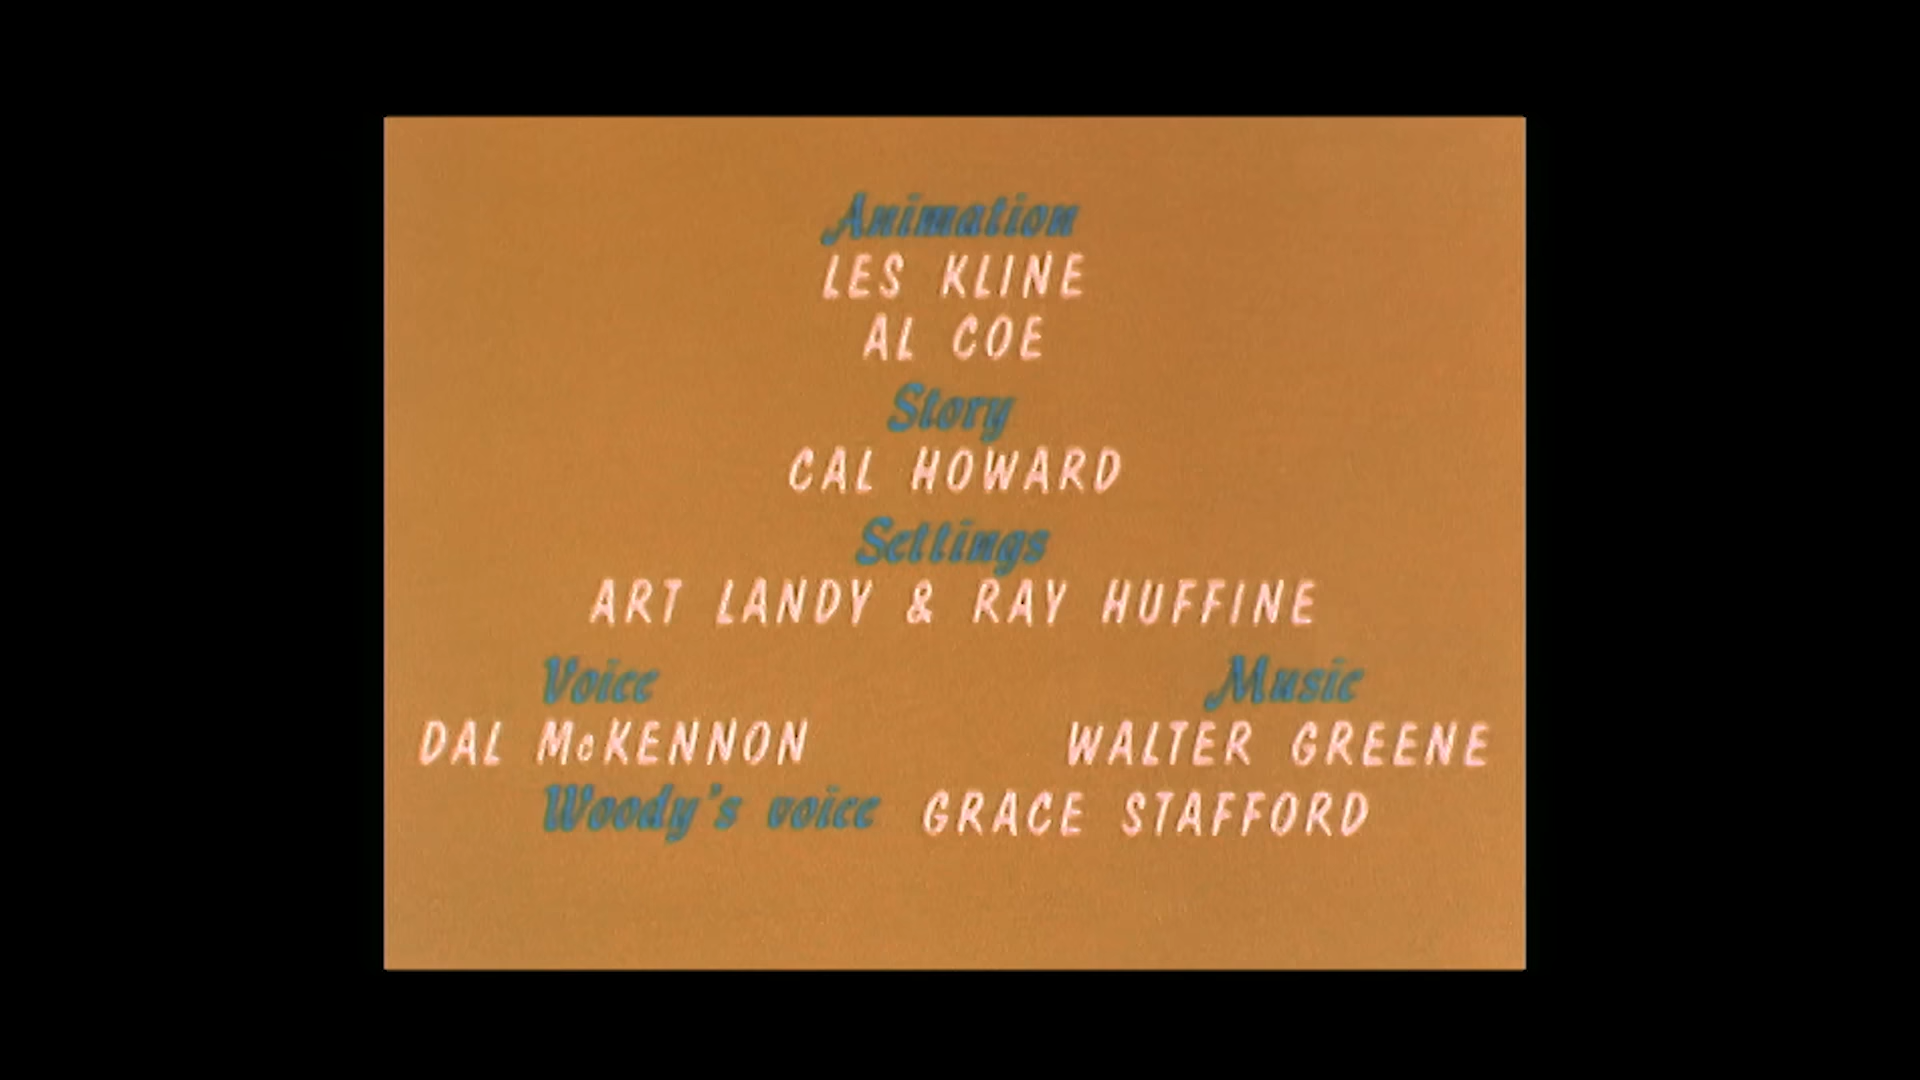 Animation
LES KLINE
AL COE
Story
CAL HOWARD
Settings
ART LANDY & RAY HUFFINE
Voice Music
DAL McKENNON WALTER GREENE
Woody's voice GRACE STAFFORD